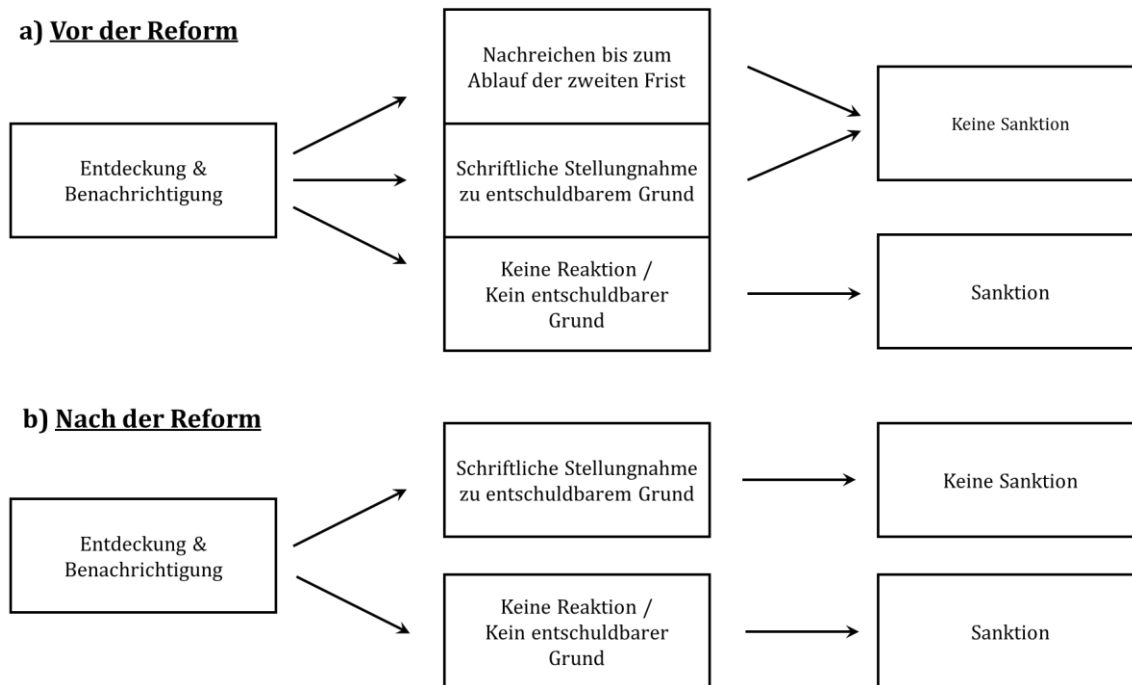 a) Vor der Reform
Entdeckung &
Benachrichtigung
Nachreichen bis zum
Ablauf der zweiten Frist
Schriftliche Stellungnahme
zu entschuldbarem Grund
Keine Reaktion /
Kein entschuldbarer
Grund
Keine Sanktion
Sanktion
b) Nach der Reform
Entdeckung &
Benachrichtigung
Schriftliche Stellungnahme
zu entschuldbarem Grund
Keine Reaktion /
Kein entschuldbarer
Grund
Keine Sanktion
Sanktion